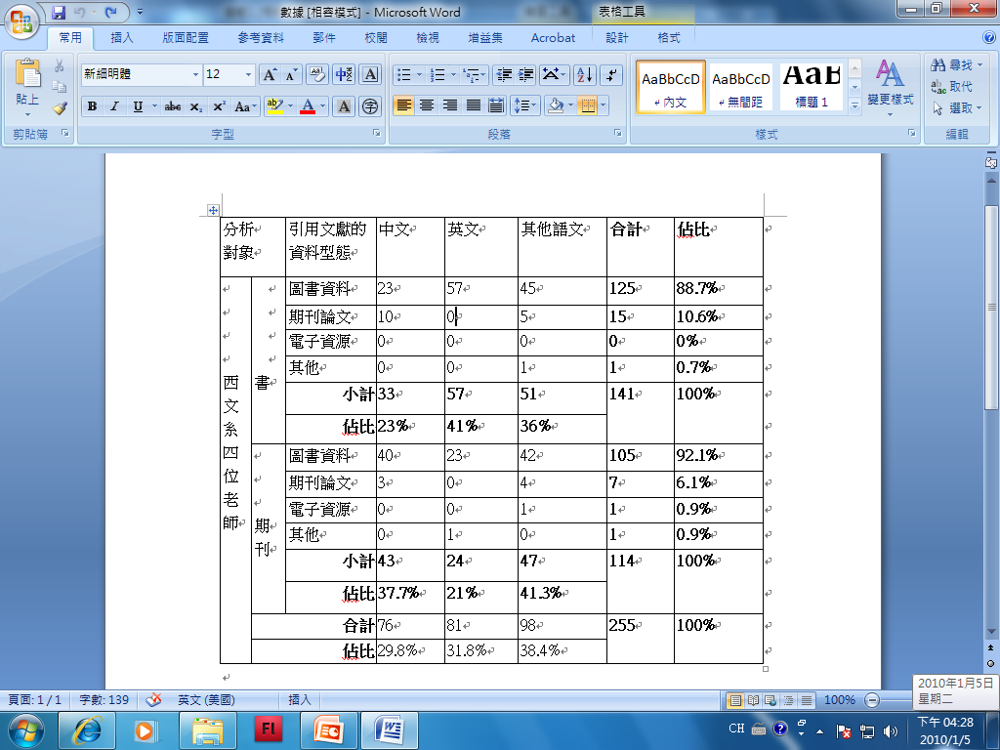 數據 [相容模式] - Microsoft Word
表格工具
常用 插入 版面配置 參考資料 郵件 校閱 檢視 增益集 Acrobat 設計 格式
貼上
剪貼簿
新細明體 12
B I U abc X₂ X² Aa
字型
段落
AaBbCcD AaBbCcD AaBb
內文 無間距 標題 1
變更樣式
樣式
尋找
取代
選取
編輯
分析對象 引用文獻的資料型態 中文 英文 其他語文 合計 佔比
西文系四位老師
書
圖書資料 23 57 45 125 88.7%
期刊論文 10 0 5 15 10.6%
電子資源 0 0 0 0 0%
其他 0 0 1 1 0.7%
小計 33 57 51 141 100%
佔比 23% 41% 36%
期刊
圖書資料 40 23 42 105 92.1%
期刊論文 3 0 4 7 6.1%
電子資源 0 0 1 1 0.9%
其他 0 1 0 1 0.9%
小計 43 24 47 114 100%
佔比 37.7% 21% 41.3%
合計 76 81 98 255 100%
佔比 29.8% 31.8% 38.4%
頁面: 1 / 1 字數: 139 英文 (美國) 插入 100%
2010年1月5日
星期二
CH
下午 04:28
2010/1/5